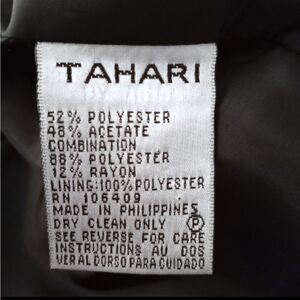 TAHARI
52% POLYESTER
48% ACETATE
COMBINATION
88% POLYESTER
12% RAYON
LINING:100% POLYESTER
RN 106409
MADE IN PHILIPPINES
DRY CLEAN ONLY P
SEE REVERSE FOR CARE
INSTRUCTIONS AU DOS
VER AL DORSO PARA CUIDADO